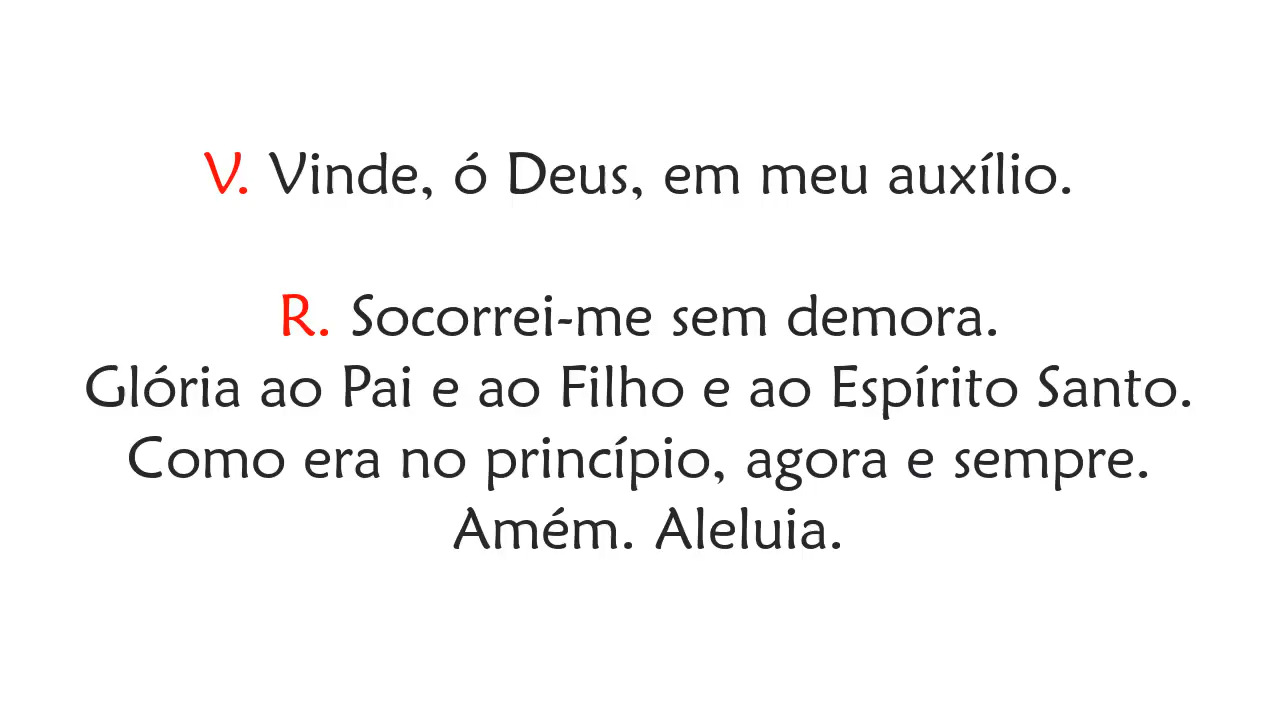 V. Vinde, ó Deus, em meu auxílio.
R. Socorrei-me sem demora.
Glória ao Pai e ao Filho e ao Espírito Santo.
Como era no princípio, agora e sempre.
Amém. Aleluia.